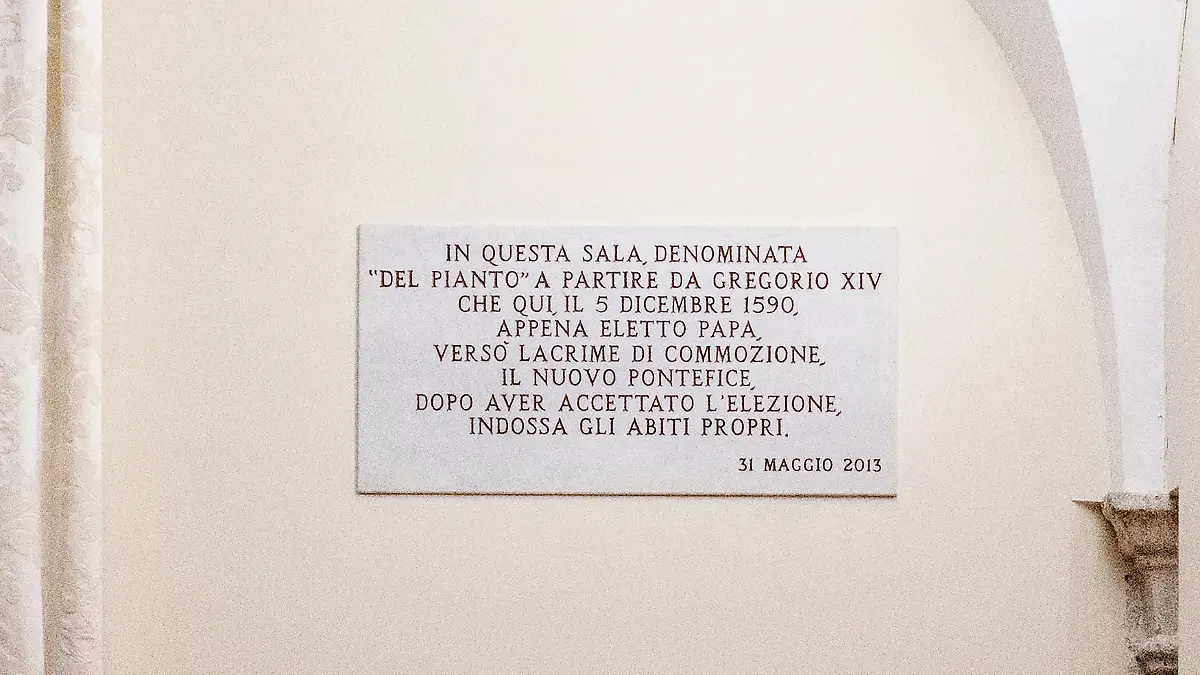 IN QUESTA SALA, DENOMINATA
“DEL PIANTO” A PARTIRE DA GREGORIO XIV
CHE QUI, IL 5 DICEMBRE 1590,
APPENA ELETTO PAPA,
VERSÒ LACRIME DI COMMOZIONE,
IL NUOVO PONTEFICE,
DOPO AVER ACCETTATO L’ELEZIONE,
INDOSSA GLI ABITI PROPRI.
31 MAGGIO 2013